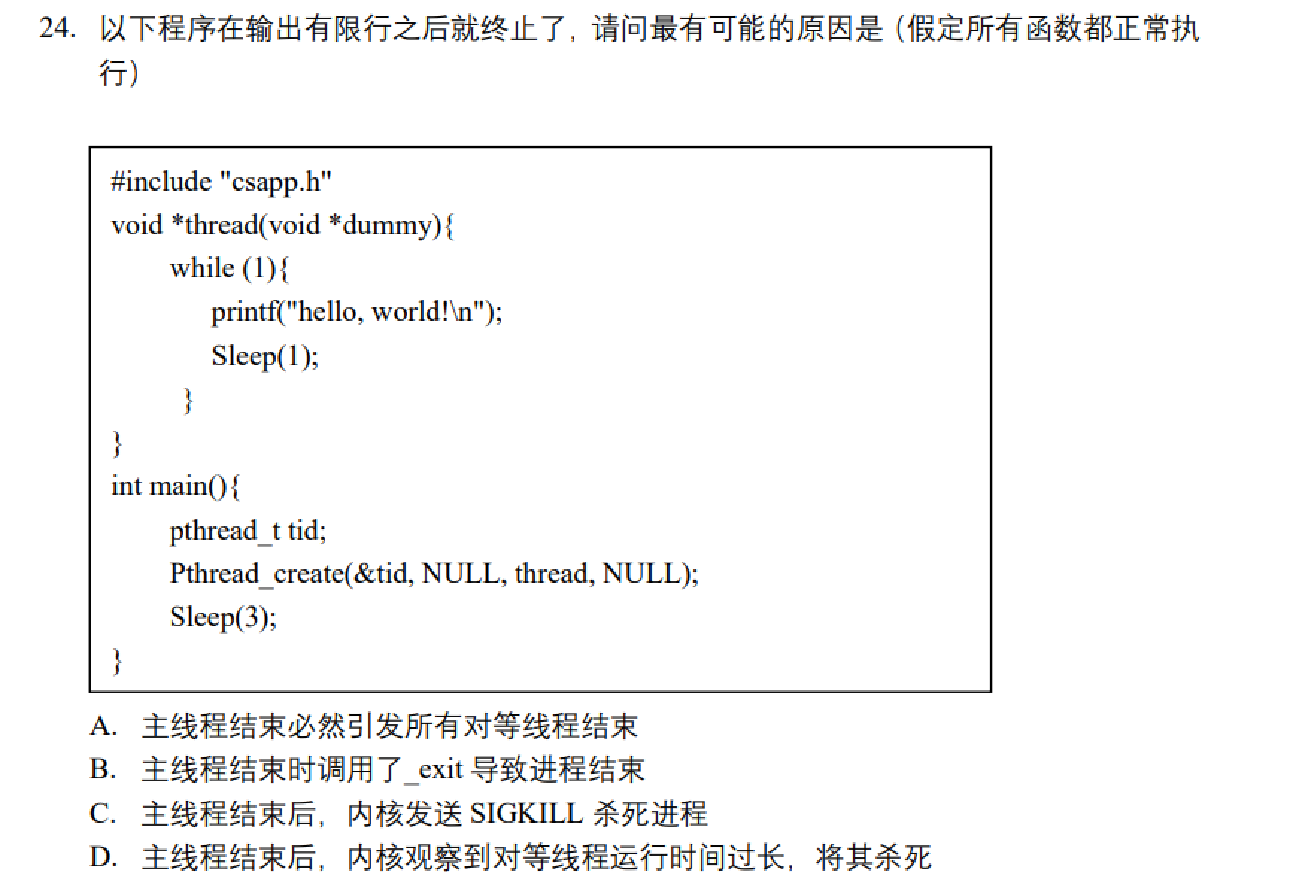 24. 以下程序在输出有限行之后就终止了，请问最有可能的原因是（假定所有函数都正常执
行）
#include "csapp.h"
void *thread(void *dummy){
while (1){
printf("hello, world!\n");
Sleep(1);
}
}
int main(){
pthread_t tid;
Pthread_create(&tid, NULL, thread, NULL);
Sleep(3);
}
A. 主线程结束必然引发所有对等线程结束
B. 主线程结束时调用了_exit 导致进程结束
C. 主线程结束后，内核发送 SIGKILL 杀死进程
D. 主线程结束后，内核观察到对等线程运行时间过长，将其杀死